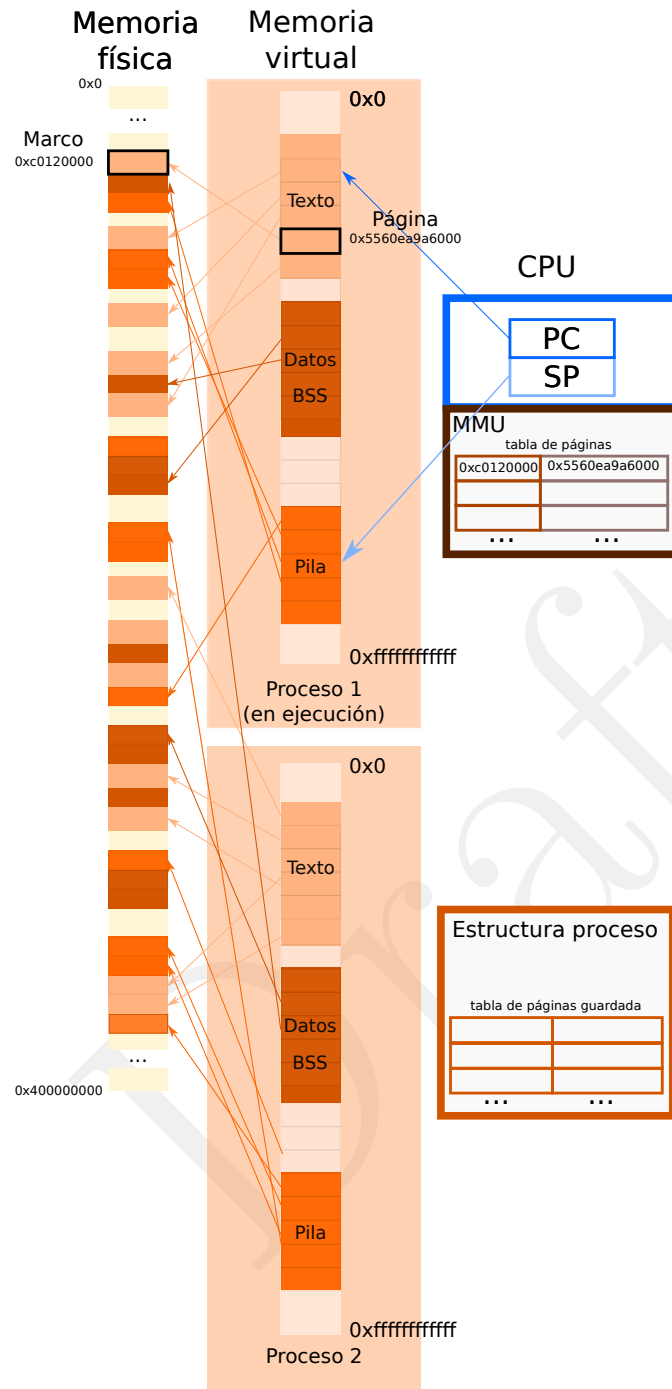 Memoria
física
Memoria
virtual
0x0
...
Marco
0xc0120000
0x0
Texto
Página
0x5560ea9a6000
Datos
BSS
Pila
0xffffffffffff
Proceso 1
(en ejecución)
CPU
PC
SP
MMU
tabla de páginas
0xc0120000 0x5560ea9a6000
... ...
0x0
Texto
Datos
BSS
Pila
0xffffffffffff
Proceso 2
...
0x400000000
Estructura proceso
tabla de páginas guardada
... ...
Draf